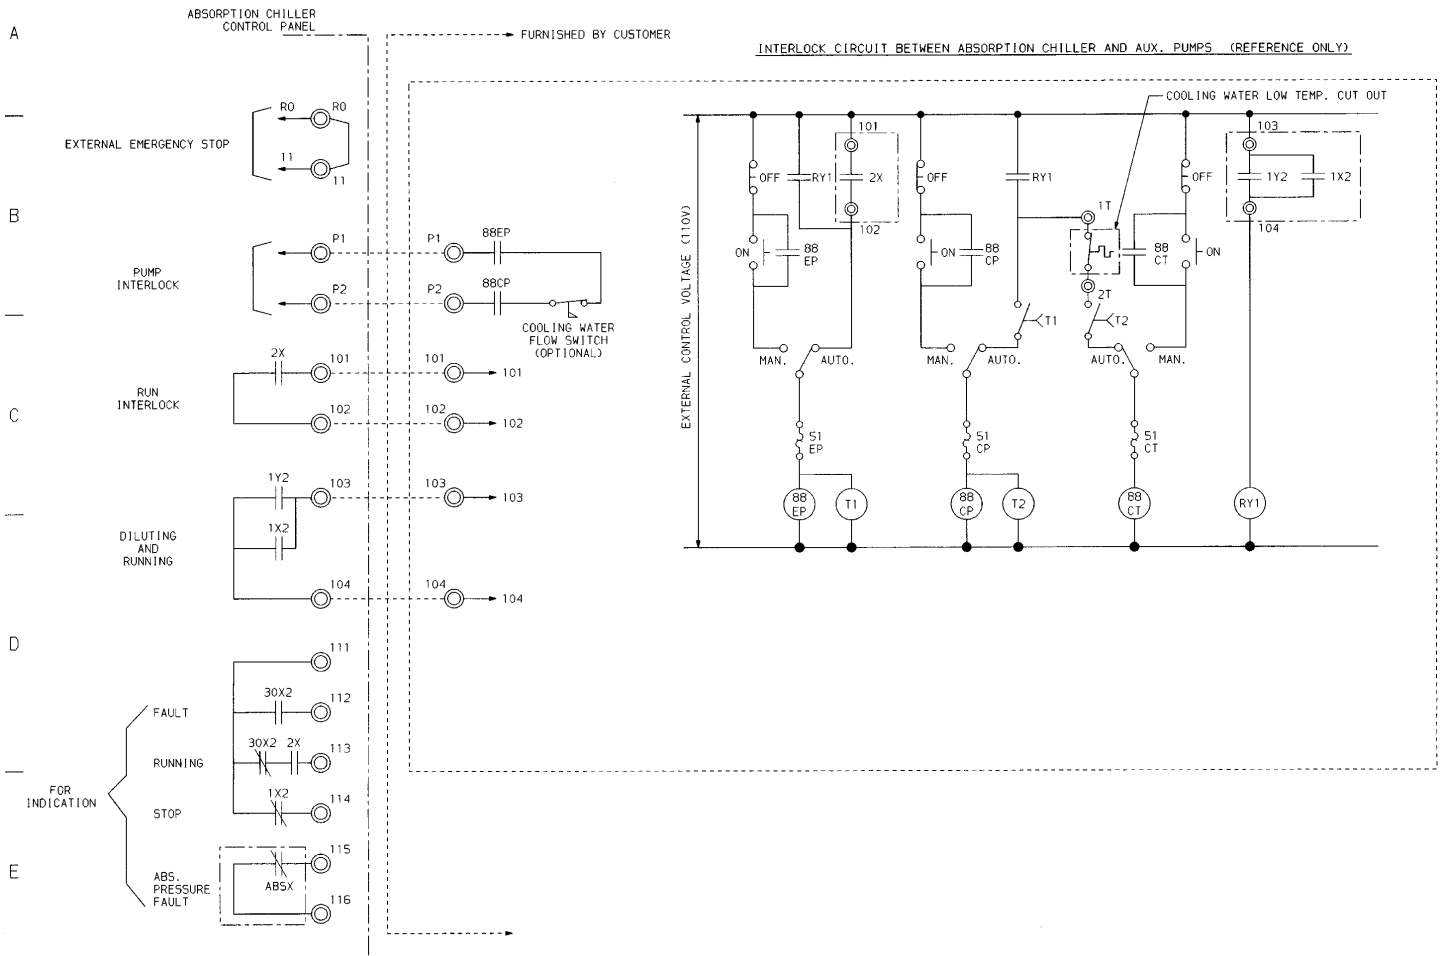 A
ABSORPTION CHILLER
CONTROL PANEL
FURNISHED BY CUSTOMER
INTERLOCK CIRCUIT BETWEEN ABSORPTION CHILLER AND AUX. PUMPS (REFERENCE ONLY)
COOLING WATER LOW TEMP. CUT OUT
EXTERNAL EMERGENCY STOP
R0
R0
11
11
B
PUMP
INTERLOCK
P1
P1
88EP
P2
P2
88CP
COOLING WATER
FLOW SWITCH
(OPTIONAL)
C
RUN
INTERLOCK
2X
101
101
101
102
102
102
DILUTING
AND
RUNNING
1Y2
103
103
103
1X2
104
104
104
D
FOR
INDICATION
111
FAULT
30X2
112
RUNNING
30X2
2X
113
STOP
1X2
114
E
ABS.
PRESSURE
FAULT
115
ABSX
116
EXTERNAL CONTROL VOLTAGE (110V)
OFF
RY1
101
2X
102
ON
88
EP
MAN.
AUTO.
51
EP
88
EP
T1
OFF
ON
88
CP
RY1
T1
MAN.
AUTO.
51
CP
88
CP
T2
1T
2T
T2
88
CT
OFF
ON
AUTO.
MAN.
51
CT
88
CT
103
1Y2
1X2
104
RY1